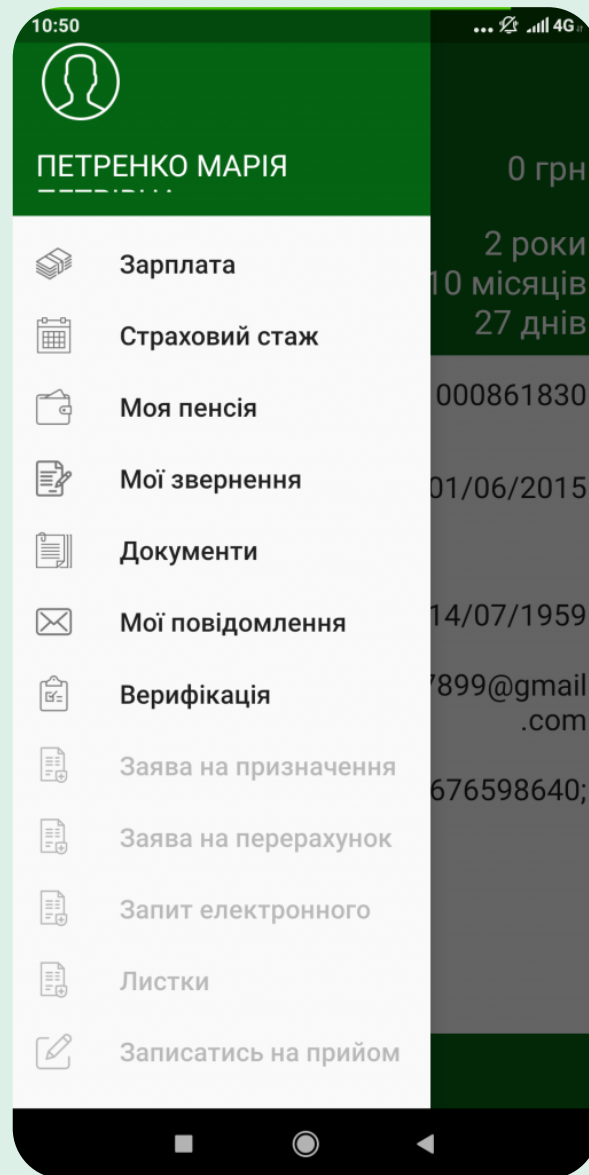 10:50
4G
ПЕТРЕНКО МАРІЯ
0 грн
2 роки
10 місяців
27 днів
Зарплата
Страховий стаж
Моя пенсія
000861830
Мої звернення
01/06/2015
Документи
Мої повідомлення
14/07/1959
Верифікація
7899@gmail
.com
Заява на призначення
676598640;
Заява на перерахунок
Запит електронного
Листки
Записатись на прийом